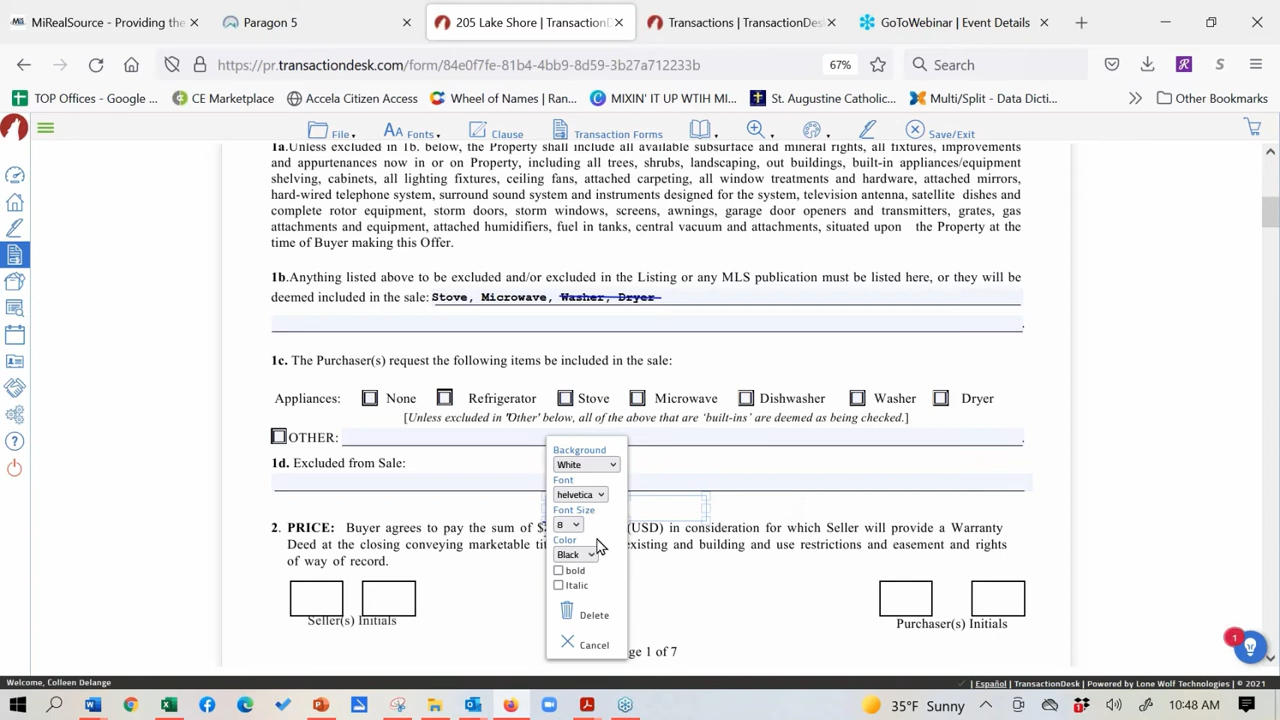 MiRealSource - Providing the
Paragon 5
205 Lake Shore | TransactionD
Transactions | TransactionDesk
GoToWebinar | Event Details
https://pr.transactiondesk.com/form/84e0f7fe-81b4-4bb9-8d59-3b27a712233b
67%
Search
TOP Offices - Google ...
CE Marketplace
Accela Citizen Access
Wheel of Names | Ran...
MIXIN' IT UP WTIH MI...
St. Augustine Catholic...
Multi/Split - Data Dicti...
Other Bookmarks
File
Fonts
Clause
Transaction Forms
Save/Exit
1a.Unless excluded in 1b. below, the Property shall include all available subsurface and mineral rights, all fixtures, improvements
and appurtenances now in or on Property, including all trees, shrubs, landscaping, out buildings, built-in appliances/equipment
shelving, cabinets, all lighting fixtures, ceiling fans, attached carpeting, all window treatments and hardware, attached mirrors,
hard-wired telephone system, surround sound system and instruments designed for the system, television antenna, satellite dishes and
complete rotor equipment, storm doors, storm windows, screens, awnings, garage door openers and transmitters, grates, gas
attachments and equipment, attached humidifiers, fuel in tanks, central vacuum and attachments, situated upon the Property at the
time of Buyer making this Offer.
1b.Anything listed above to be excluded and/or excluded in the Listing or any MLS publication must be listed here, or they will be
deemed included in the sale: Stove, Microwave, Washer, Dryer
1c. The Purchaser(s) request the following items be included in the sale:
Appliances: None Refrigerator Stove Microwave Dishwasher Washer Dryer
[Unless excluded in 'Other' below, all of the above that are 'built-ins' are deemed as being checked.]
OTHER:
1d. Excluded from Sale:
Background
White
Font
helvetica
Font Size
8
Color
Black
bold
Italic
Delete
Cancel
2. PRICE: Buyer agrees to pay the sum of $ (USD) in consideration for which Seller will provide a Warranty
Deed at the closing conveying marketable existing and building and use restrictions and easement and rights
of way of record.
Seller(s) Initials
Purchaser(s) Initials
ge 1 of 7
1
Welcome, Colleen Delange
| Español | TransactionDesk | Powered by Lone Wolf Technologies | © 2021
35°F Sunny
10:48 AM